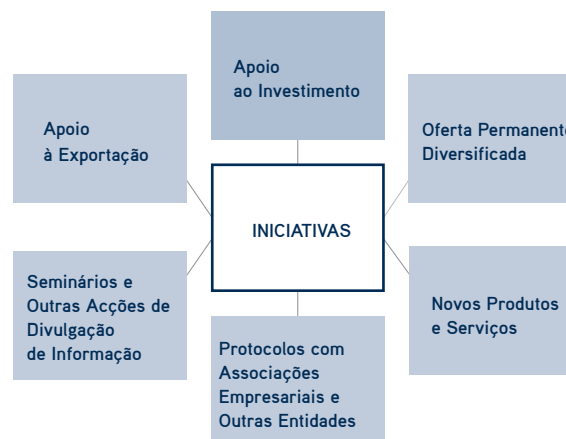 Apoio
ao Investimento
Apoio
à Exportação
Oferta Permanente
Diversificada
INICIATIVAS
Seminários e
Outras Acções de
Divulgação
de Informação
Novos Produtos
e Serviços
Protocolos com
Associações
Empresariais e
Outras Entidades